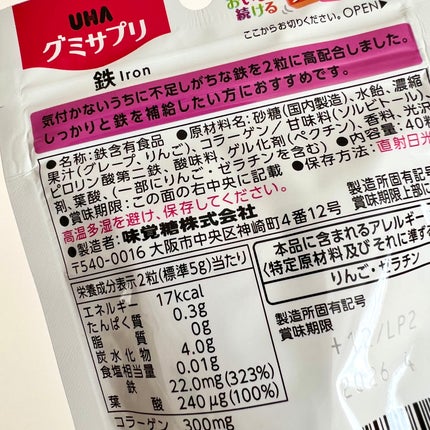 UHA
グミサプリ
鉄 Iron
続ける
ここからお切りください。OPEN
気付かないうちに不足しがちな鉄を2粒に高配合しました。
しっかりと鉄を補給したい方におすすめです。
●名称:鉄含有食品 ●原材料名:砂糖(国内製造)、水飴、濃縮
果汁(グレープ、りんご)、コラーゲン/甘味料(ソルビトール)、
ピロリン酸第二鉄、酸味料、ゲル化剤(ペクチン)、香料、光沢
剤、葉酸、(一部にりんご・ゼラチンを含む) ●内容量:
●賞味期限:この面の右中央に記載 ●保存方法:直射日光
高温多湿を避け、保存してください。
●製造者:味覚糖株式会社
〒540-0016 大阪市中央区神崎町4番12号
製造所固有記号
賞味期限上部に
本品に含まれるアレルギー
(特定原材料及びそれに準ずる
りんご・ゼラチン
栄養成分表示2粒(標準5g)当たり
エネルギー 17kcal
たんぱく質 0.3g
脂質 0g
炭水化物 4.0g
食塩相当量 0.01g
鉄 22.0mg(323%)
葉酸 240μg(100%)
コラーゲン 300mg
製造所固有記号
賞味期限
/LP2
2026.4